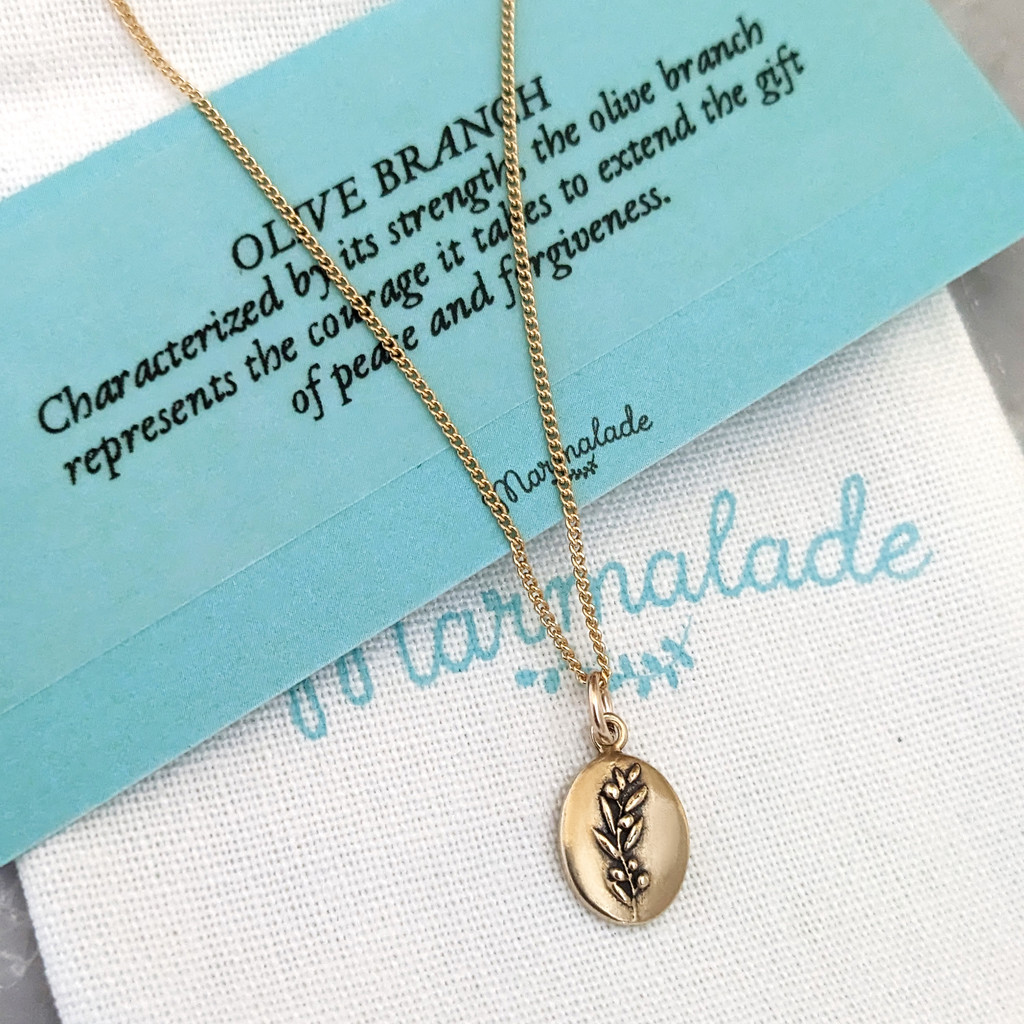 OLIVE BRANCH
Characterized by its strength, the olive branch
represents the courage it takes to extend the gift
of peace and forgiveness.
Marmalade
Marmalade